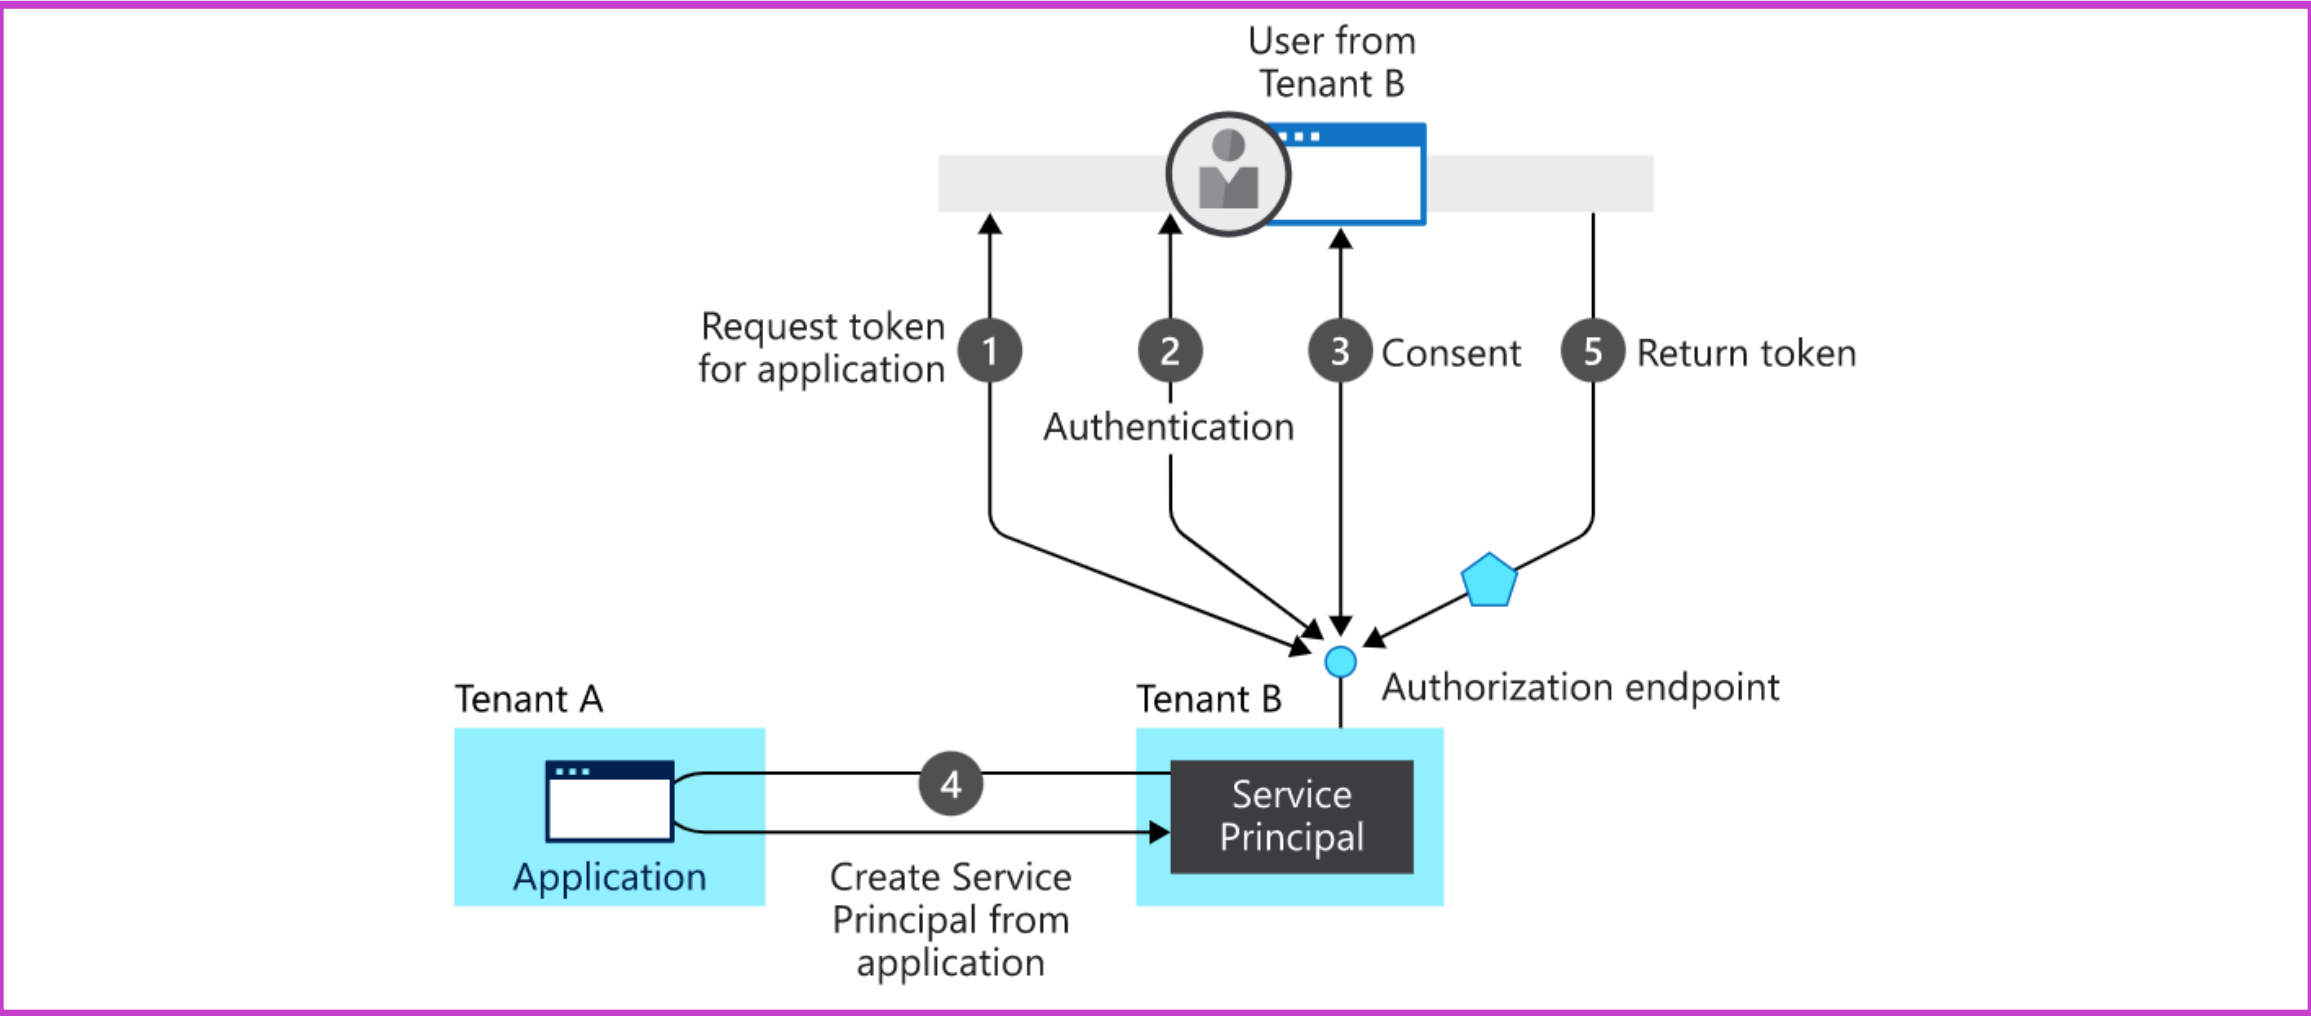 User from
Tenant B
Request token
for application
1
2
3
Consent
5
Return token
Authentication
Authorization endpoint
Tenant A
Tenant B
Application
4
Service
Principal
Create Service
Principal from
application